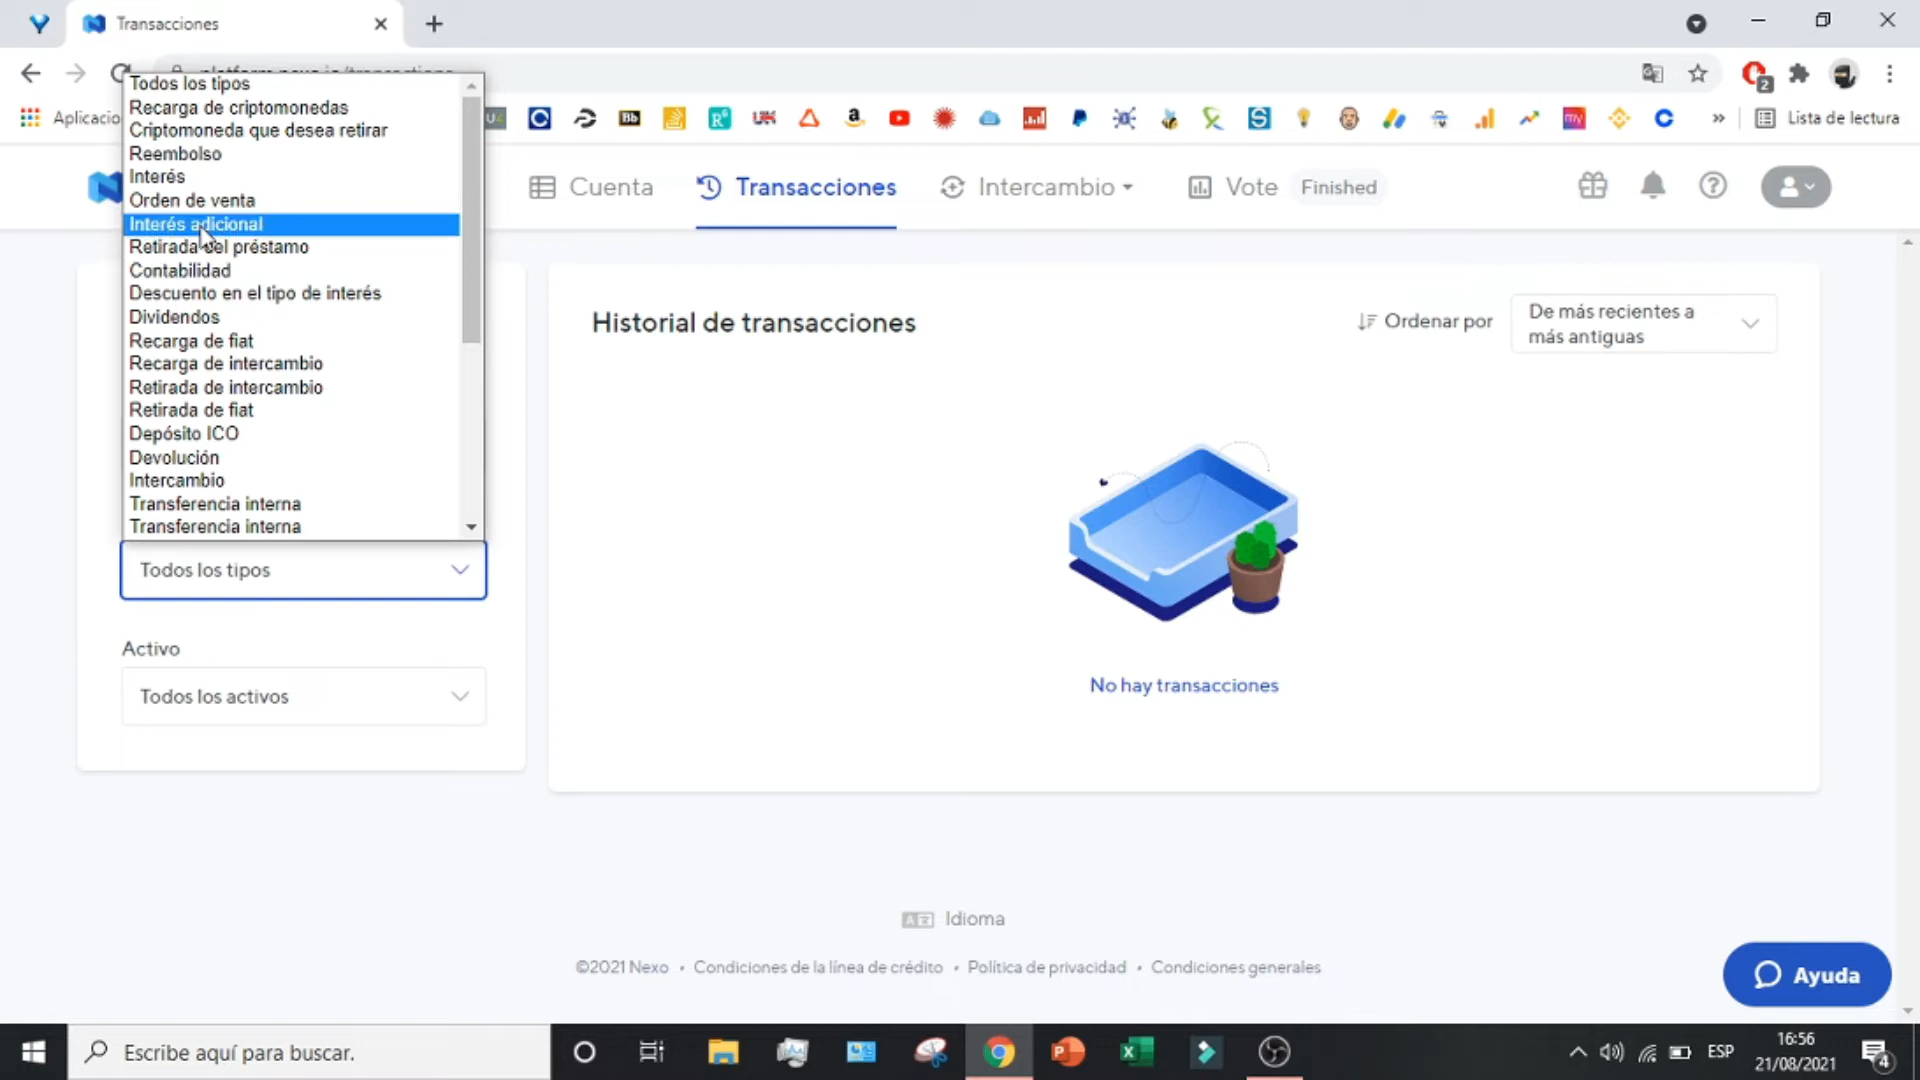 Transacciones
Aplicacio
Bb
my
Lista de lectura
Todos los tipos
Recarga de criptomonedas
Criptomoneda que desea retirar
Reembolso
Interés
Orden de venta
Interés adicional
Retirada del préstamo
Contabilidad
Descuento en el tipo de interés
Dividendos
Recarga de fiat
Recarga de intercambio
Retirada de intercambio
Retirada de fiat
Depósito ICO
Devolución
Intercambio
Transferencia interna
Transferencia interna
Todos los tipos
Activo
Todos los activos
Cuenta
Transacciones
Intercambio
Vote
Finished
Historial de transacciones
Ordenar por
De más recientes a
más antiguas
No hay transacciones
Idioma
©2021 Nexo • Condiciones de la línea de crédito • Política de privacidad • Condiciones generales
Ayuda
Escribe aquí para buscar.
ESP
16:56
21/08/2021
4